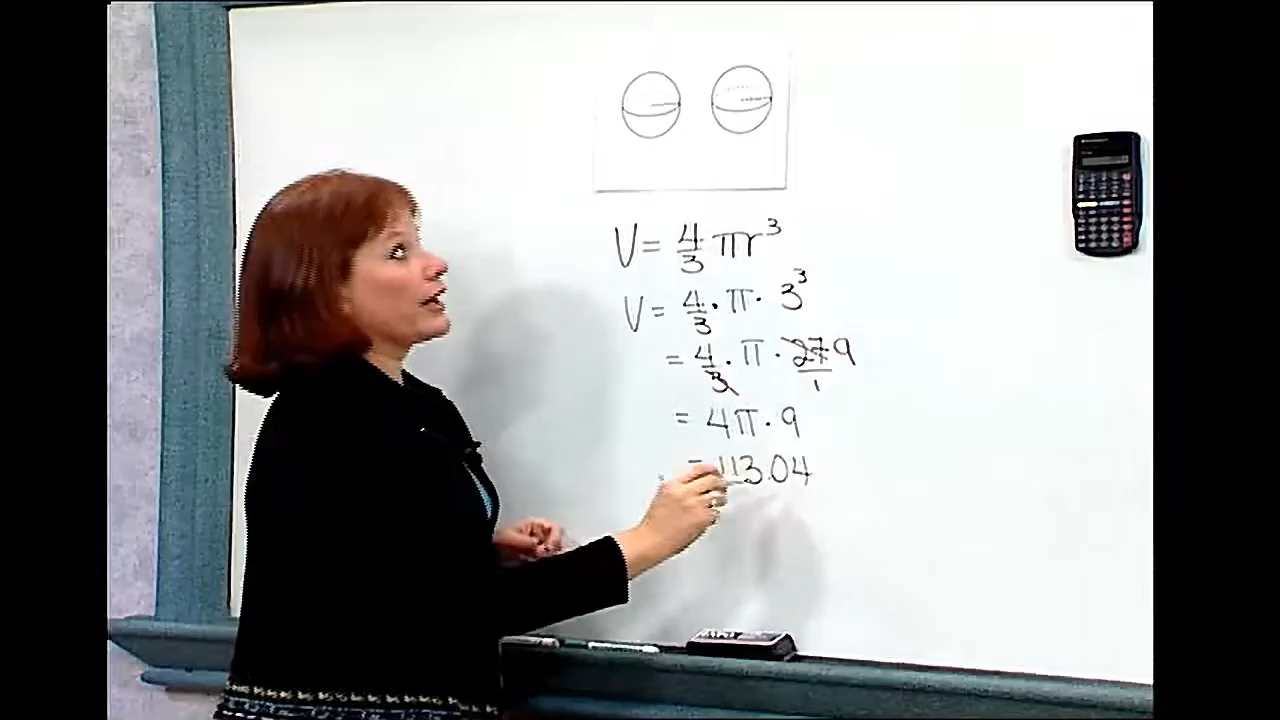 V = 4/3 πr³
V = 4/3 · π · 3³
= 4/3 · π · 27/1 9
= 4π · 9
= 113.04